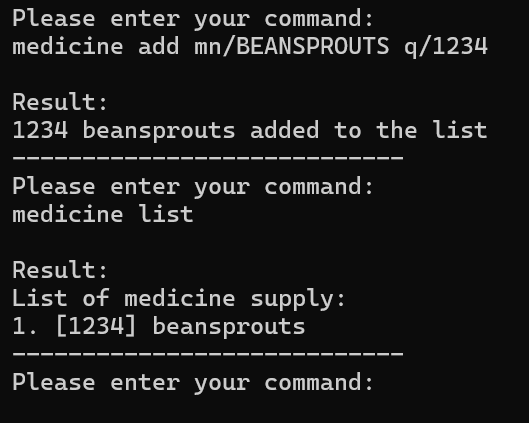 Please enter your command:
medicine add mn/BEANSPROUTS q/1234
Result:
1234 beansprouts added to the list
----------------------------
Please enter your command:
medicine list
Result:
List of medicine supply:
1. [1234] beansprouts
----------------------------
Please enter your command: